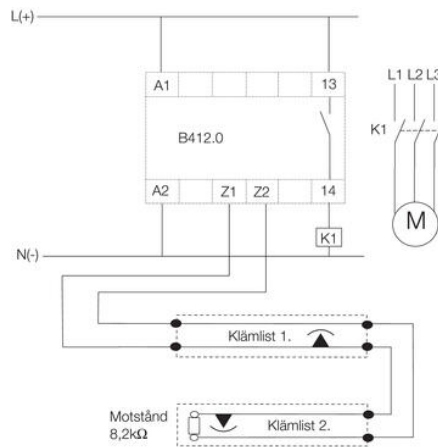 L(+)
A1
13
L1 L2 L3
B412.0
K1
A2
Z1
Z2
14
M
K1
N(-)
Klämlist 1.
Motstånd
8,2kΩ
Klämlist 2.